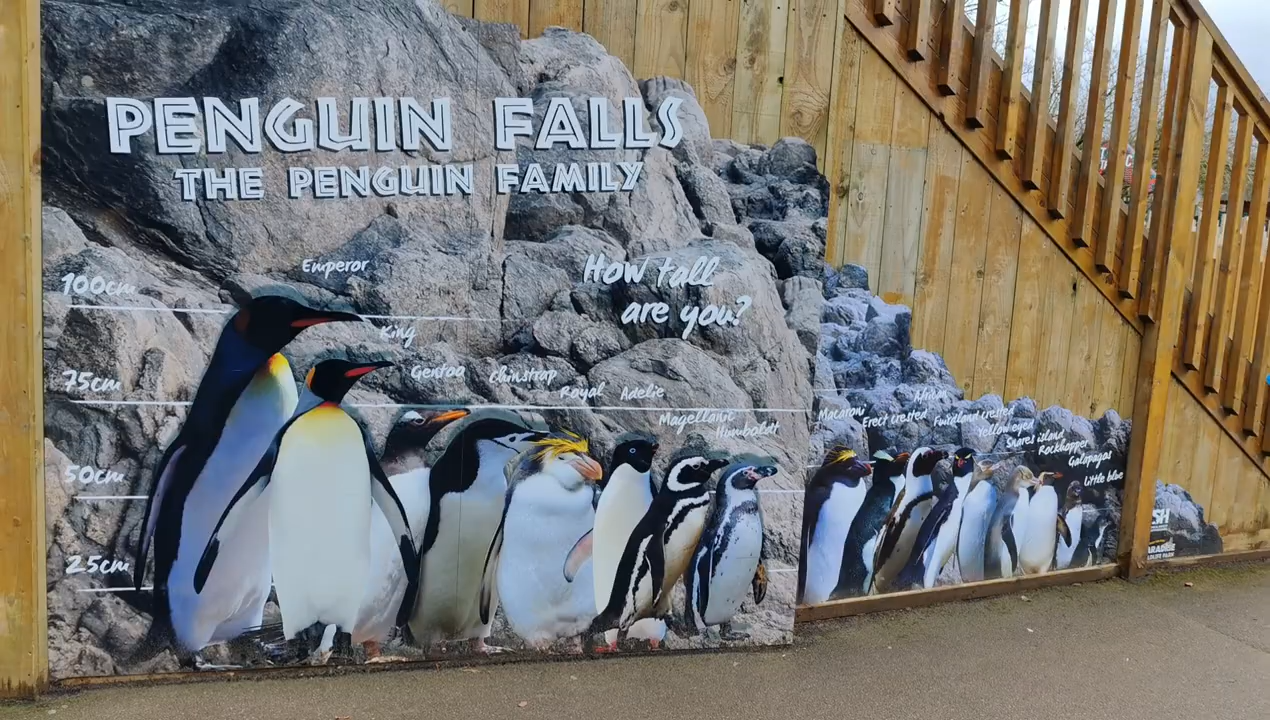 PENGUIN FALLS
THE PENGUIN FAMILY
How tall
are you?
100cm
75cm
50cm
25cm
Emperor
King
Gentoo
Chinstrap
Royal
Adelie
Magellanic
Humboldt
Macaroni
Erect crested
African
Fiordland crested
Yellow eyed
Snares island
Rockhopper
Galapagos
Little blue